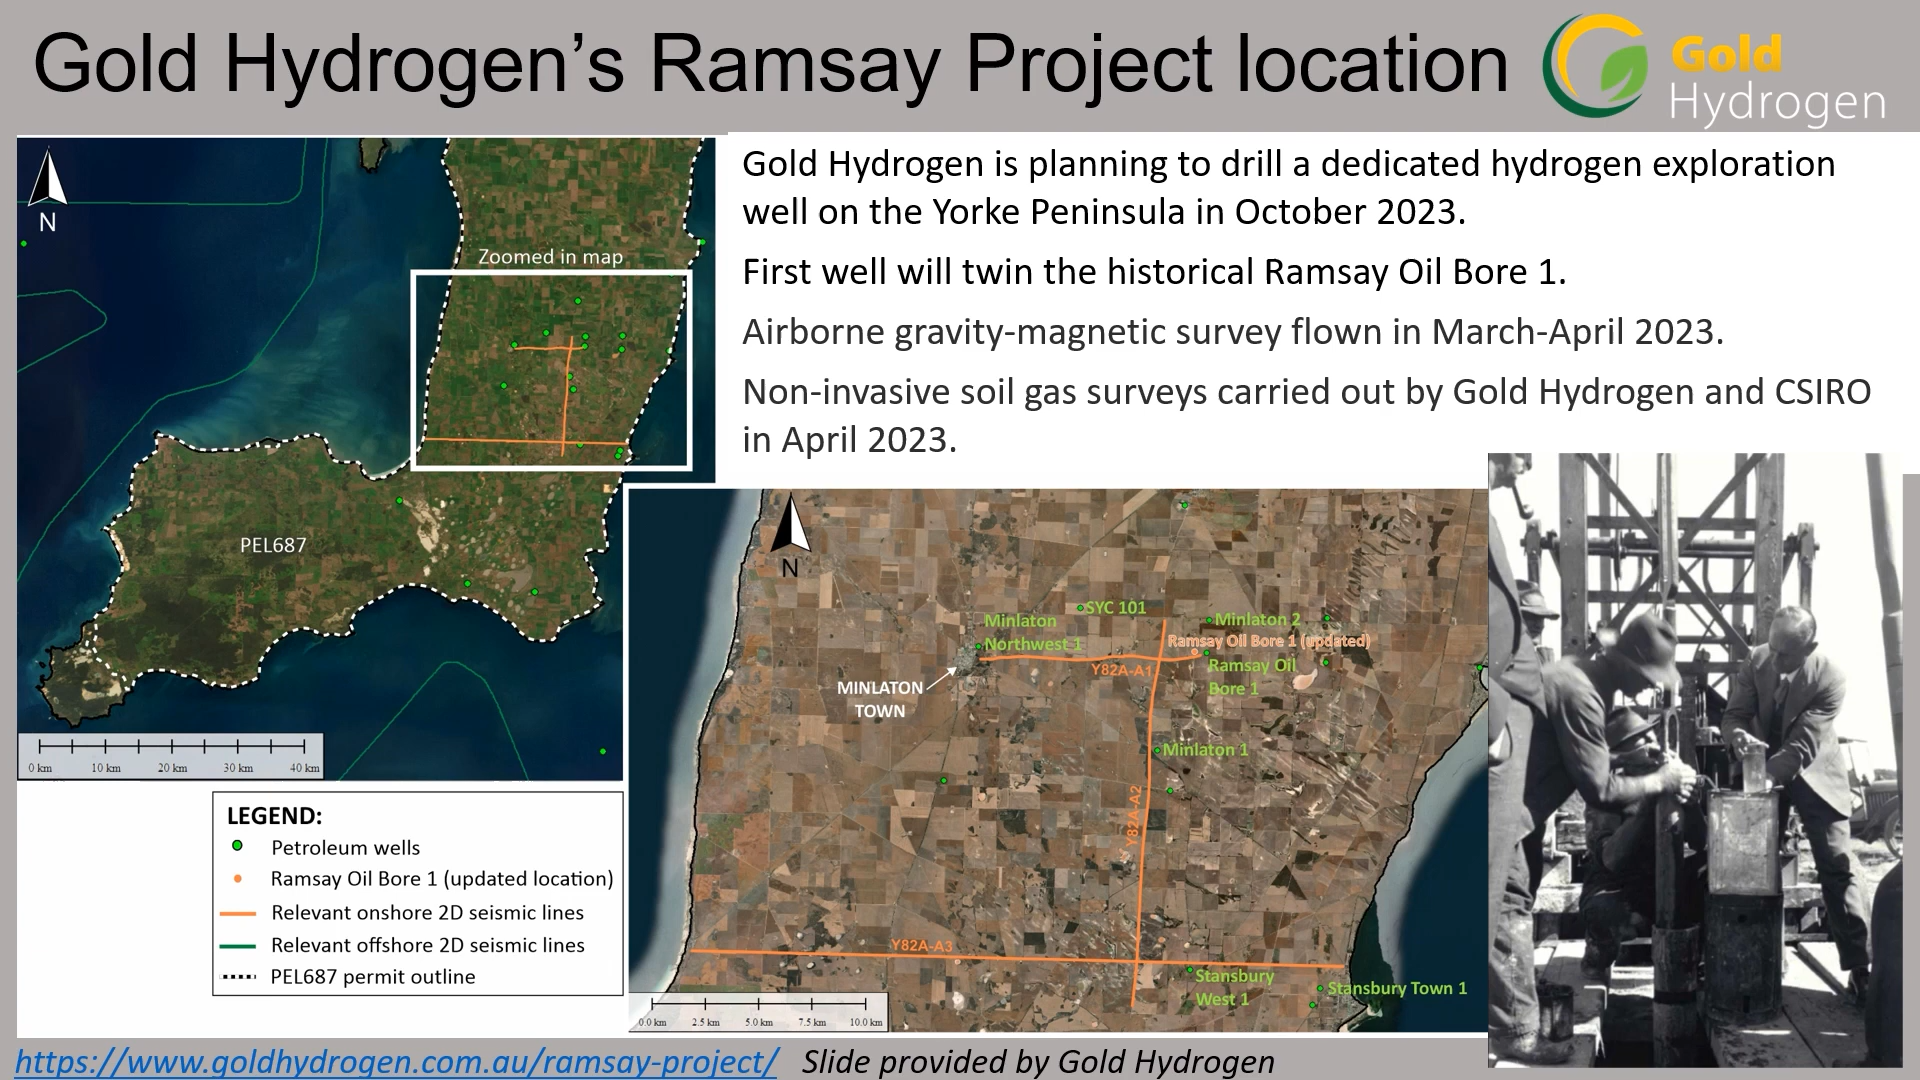 Gold Hydrogen's Ramsay Project location
Gold
Hydrogen
Gold Hydrogen is planning to drill a dedicated hydrogen exploration
well on the Yorke Peninsula in October 2023.
First well will twin the historical Ramsay Oil Bore 1.
Airborne gravity-magnetic survey flown in March-April 2023.
Non-invasive soil gas surveys carried out by Gold Hydrogen and CSIRO
in April 2023.
N
Zoomed in map
PEL687
0 km 10 km 20 km 30 km 40 km
LEGEND:
Petroleum wells
Ramsay Oil Bore 1 (updated location)
Relevant onshore 2D seismic lines
Relevant offshore 2D seismic lines
PEL687 permit outline
N
SYC 101
Minlaton
Northwest 1
Minlaton 2
Ramsay Oil Bore 1 (updated)
Y82A-A1
Ramsay Oil
Bore 1
MINLATON
TOWN
Minlaton 1
Y82A-A2
Y82A-A3
Stansbury
West 1
Stansbury Town 1
0.0 km 2.5 km 5.0 km 7.5 km 10.0 km
https://www.goldhydrogen.com.au/ramsay-project/ Slide provided by Gold Hydrogen